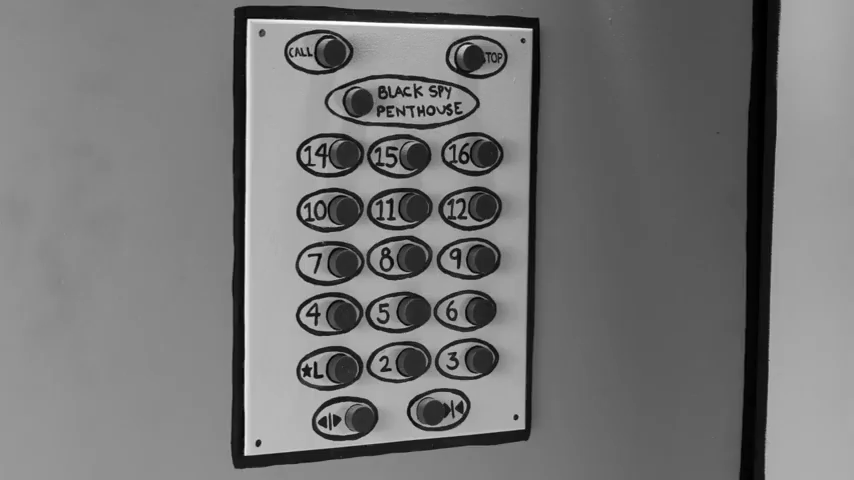 CALL
TOP
BLACK SPY
PENTHOUSE
14 15 16
10 11 12
7 8 9
4 5 6
★L 2 3